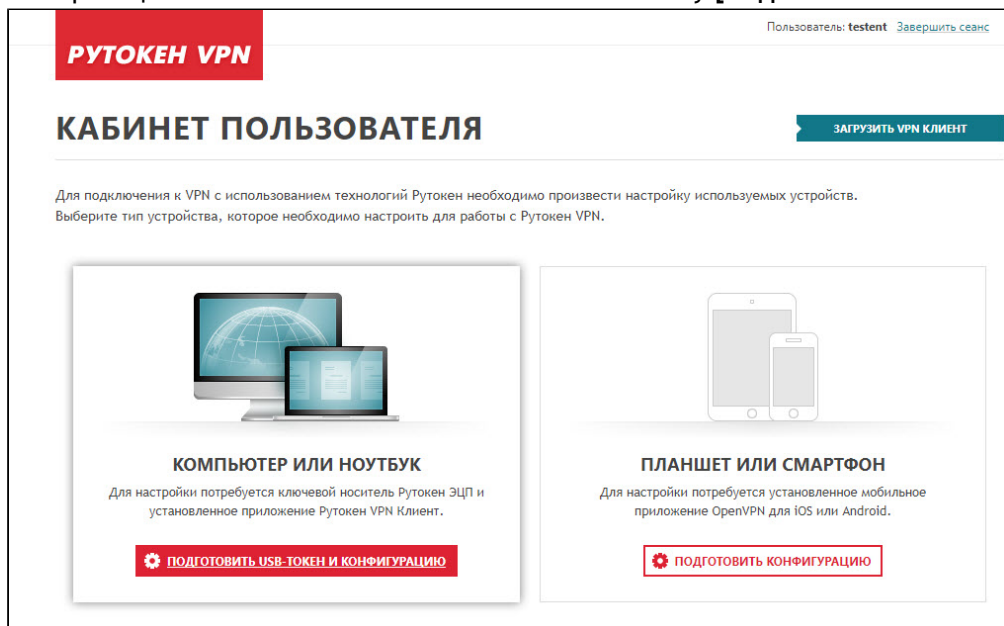 Пользователь: testent Завершить сеанс
РУТОКЕН VPN
КАБИНЕТ ПОЛЬЗОВАТЕЛЯ
ЗАГРУЗИТЬ VPN КЛИЕНТ
Для подключения к VPN с использованием технологий Рутокен необходимо произвести настройку используемых устройств.
Выберите тип устройства, которое необходимо настроить для работы с Рутокен VPN.
КОМПЬЮТЕР ИЛИ НОУТБУК
Для настройки потребуется ключевой носитель Рутокен ЭЦП и
установленное приложение Рутокен VPN Клиент.
ПОДГОТОВИТЬ USB-ТОКЕН И КОНФИГУРАЦИЮ
ПЛАНШЕТ ИЛИ СМАРТФОН
Для настройки потребуется установленное мобильное
приложение OpenVPN для iOS или Android.
ПОДГОТОВИТЬ КОНФИГУРАЦИЮ